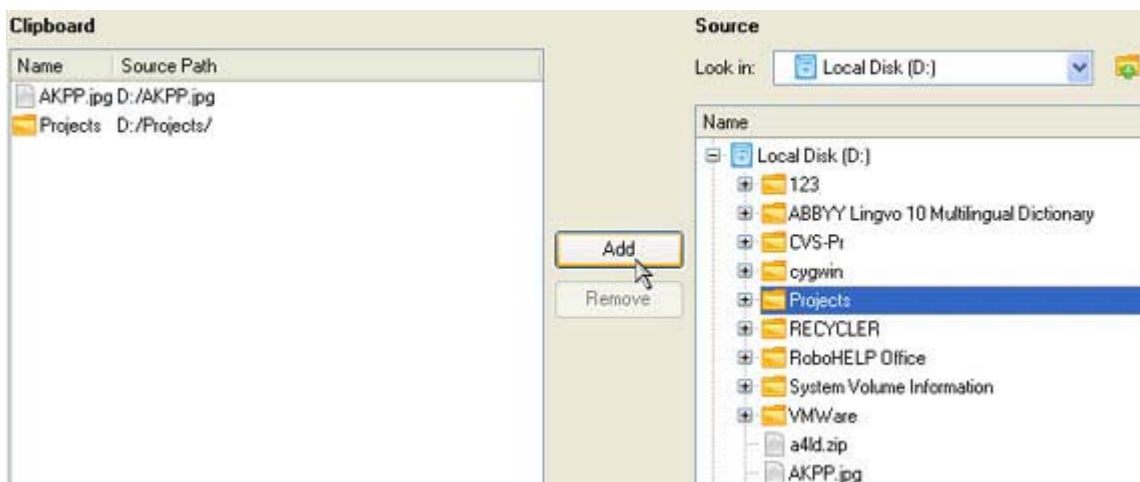 Clipboard
Name Source Path
AKPP.jpg D:/AKPP.jpg
Projects D:/Projects/
Add
Remove
Source
Look in: Local Disk (D:)
Name
Local Disk (D:)
123
ABBYY Lingvo 10 Multilingual Dictionary
CVS-Pr
cygwin
Projects
RECYCLER
RoboHELP Office
System Volume Information
VMWare
a4ld.zip
AKPP.jpg